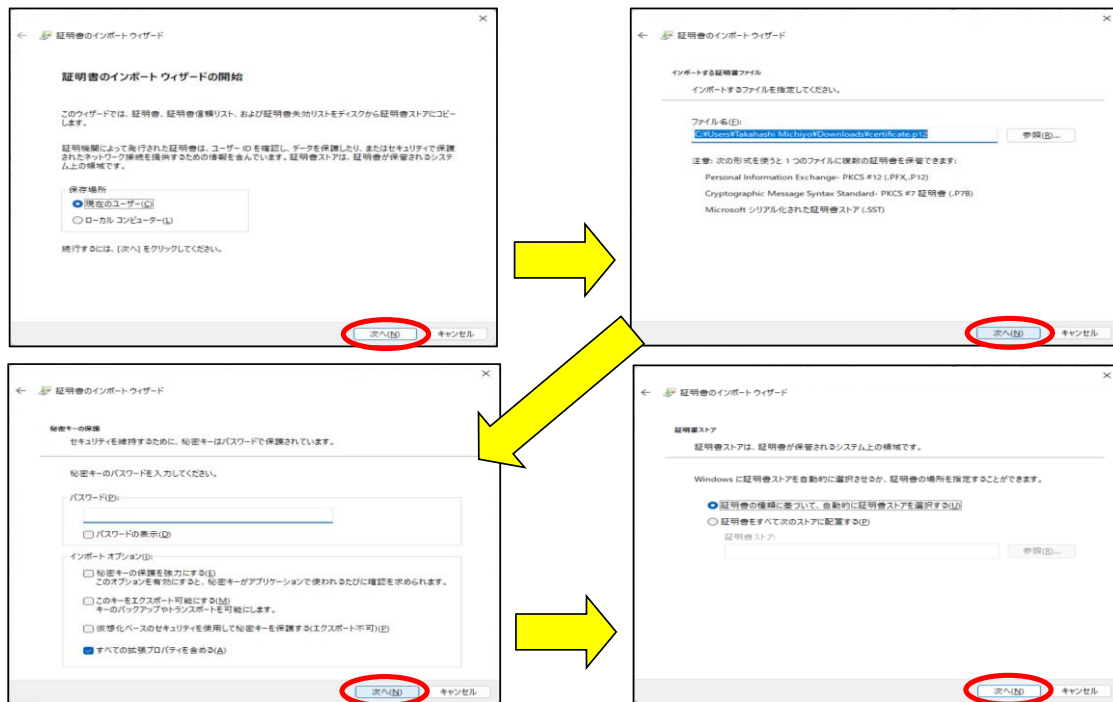 証明書のインポート ウィザード
証明書のインポート ウィザードの開始
このウィザードでは、証明書、証明書信頼リスト、および証明書失効リストをディスクから証明書ストアにコピー
します。
証明機関によって発行された証明書は、ユーザー ID を確認し、データを保護したり、またはセキュリティで保護
されたネットワーク接続を提供するための情報を含んでいます。証明書ストアは、証明書が保管されるシステ
ム上の領域です。
保存場所
現在のユーザー(C)
ローカル コンピューター(L)
続行するには、[次へ] をクリックしてください。
次へ(N)
キャンセル
証明書のインポート ウィザード
インポートする証明書ファイル
インポートするファイルを指定してください。
ファイル名(F):
C:¥Users¥Takahashi Michiyo¥Downloads¥certificate.p12
参照(R)...
注意: 次の形式を使うと 1 つのファイルに複数の証明書を保管できます:
Personal Information Exchange- PKCS #12 (.PFX,.P12)
Cryptographic Message Syntax Standard- PKCS #7 証明書 (.P7B)
Microsoft シリアル化された証明書ストア (.SST)
次へ(N)
キャンセル
証明書のインポート ウィザード
秘密キーの保護
セキュリティを維持するために、秘密キーはパスワードで保護されています。
秘密キーのパスワードを入力してください。
パスワード(P):
パスワードの表示(D)
インポート オプション(I):
秘密キーの保護を強力にする(E)
このオプションを有効にすると、秘密キーがアプリケーションで使われるたびに確認を求められます。
このキーをエクスポート可能にする(M)
キーのバックアップやトランスポートを可能にします。
仮想化ベースのセキュリティを使用して秘密キーを保護する(エクスポート不可)(P)
すべての拡張プロパティを含める(A)
次へ(N)
キャンセル
証明書のインポート ウィザード
証明書ストア
証明書ストアは、証明書が保管されるシステム上の領域です。
Windows に証明書ストアを自動的に選択させるか、証明書の場所を指定することができます。
証明書の種類に基づいて、自動的に証明書ストアを選択する(U)
証明書をすべて次のストアに配置する(P)
証明書ストア:
参照(R)...
次へ(N)
キャンセル